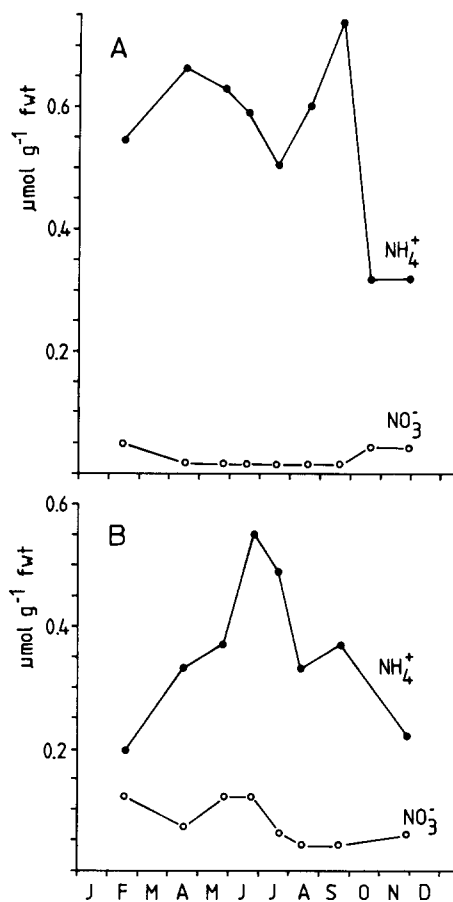 A
0.6
0.4
0.2
µmol g⁻¹ fwt
NH₄⁺
NO₃⁻
B
0.6
0.4
0.2
µmol g⁻¹ fwt
NH₄⁺
NO₃⁻
J F M A M J J A S O N D